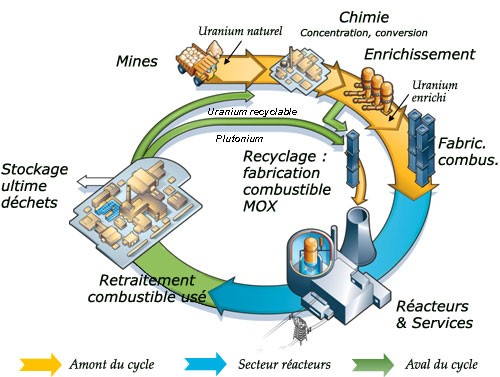 Chimie
Concentration, conversion
Uranium naturel
Mines
Enrichissement
Uranium
enrichi
Uranium recyclable
Plutonium
Fabric.
combus.
Recyclage :
fabrication
combustible
MOX
Stockage
ultime
déchets
Retraitement
combustible usé
Réacteurs
& Services
Amont du cycle
Secteur réacteurs
Aval du cycle